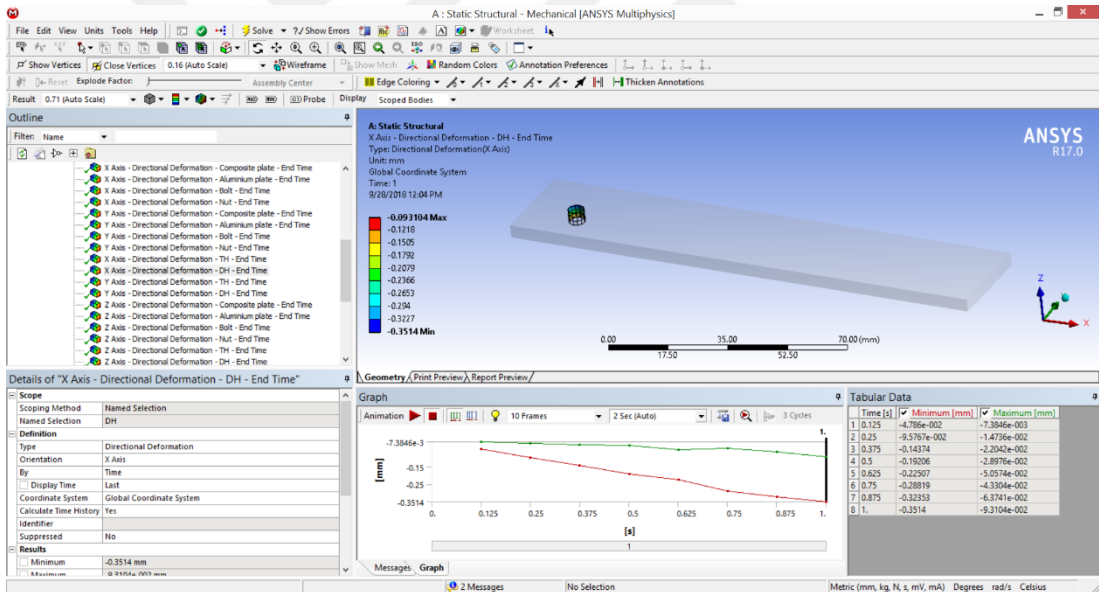 A : Static Structural - Mechanical [ANSYS Multiphysics]
File Edit View Units Tools Help Solve ?/ Show Errors Worksheet
Show Vertices Close Vertices 0.16 (Auto Scale) Wireframe Show Mesh Random Colors Annotation Preferences
Reset Explode Factor: Assembly Center Edge Coloring Thicken Annotations
Result 0.71 (Auto Scale) Probe Display Scoped Bodies
Outline
Filter: Name
X Axis - Directional Deformation - Composite plate - End Time
X Axis - Directional Deformation - Aluminium plate - End Time
X Axis - Directional Deformation - Bolt - End Time
X Axis - Directional Deformation - Nut - End Time
Y Axis - Directional Deformation - Composite plate - End Time
Y Axis - Directional Deformation - Aluminium plate - End Time
Y Axis - Directional Deformation - Bolt - End Time
Y Axis - Directional Deformation - Nut - End Time
X Axis - Directional Deformation - TH - End Time
X Axis - Directional Deformation - DH - End Time
Y Axis - Directional Deformation - TH - End Time
Y Axis - Directional Deformation - DH - End Time
Z Axis - Directional Deformation - Composite plate - End Time
Z Axis - Directional Deformation - Aluminium plate - End Time
Z Axis - Directional Deformation - Bolt - End Time
Z Axis - Directional Deformation - Nut - End Time
Z Axis - Directional Deformation - TH - End Time
Z Axis - Directional Deformation - DH - End Time
A: Static Structural
X Axis - Directional Deformation - DH - End Time
Type: Directional Deformation(X Axis)
Unit: mm
Global Coordinate System
Time: 1
9/28/2018 12:04 PM
-0.093104 Max
-0.1218
-0.1505
-0.1792
-0.2079
-0.2366
-0.2653
-0.294
-0.3227
-0.3514 Min
ANSYS
R17.0
0.00 35.00 70.00 (mm)
17.50 52.50
Z
X
Geometry Print Preview Report Preview
Details of "X Axis - Directional Deformation - DH - End Time"
Scope
Scoping Method Named Selection
Named Selection DH
Definition
Type Directional Deformation
Orientation X Axis
By Time
Display Time Last
Coordinate System Global Coordinate System
Calculate Time History Yes
Identifier
Suppressed No
Results
Minimum -0.3514 mm
Maximum -9.3104e-002 mm
Graph
Animation 10 Frames 2 Sec (Auto) 3 Cycles
1.
-7.3846e-3
-0.15
-0.25
-0.3514
[mm]
0. 0.125 0.25 0.375 0.5 0.625 0.75 0.875 1.
[s]
1
Messages Graph
Tabular Data
Time [s] Minimum [mm] Maximum [mm]
1 0.125 -4.786e-002 -7.3846e-003
2 0.25 -9.5767e-002 -1.4736e-002
3 0.375 -0.14374 -2.2042e-002
4 0.5 -0.19206 -2.8976e-002
5 0.625 -0.22507 -5.0574e-002
6 0.75 -0.28819 -4.3304e-002
7 0.875 -0.32353 -6.3741e-002
8 1. -0.3514 -9.3104e-002
2 Messages No Selection Metric (mm, kg, N, s, mV, mA) Degrees rad/s Celsius